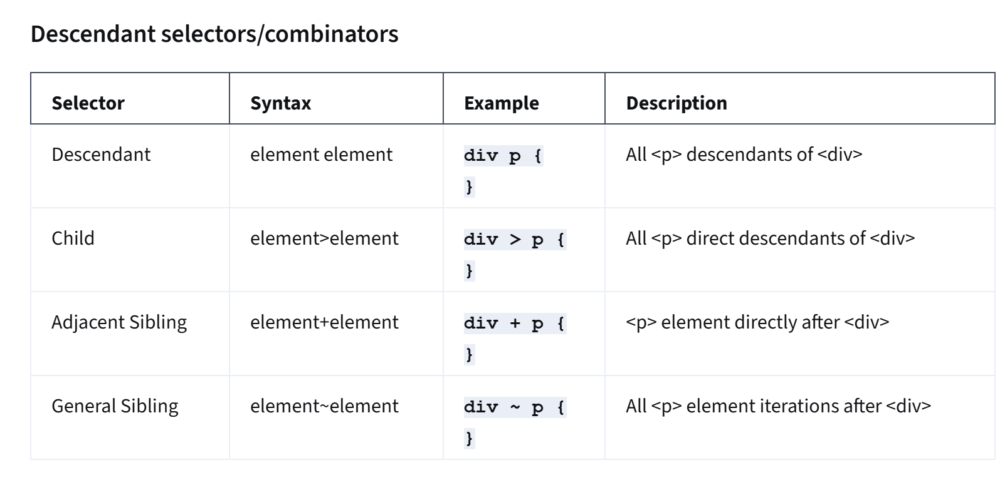 Descendant selectors/combinators
Selector Syntax Example Description
Descendant element element div p { All <p> descendants of <div>
}
Child element>element div > p { All <p> direct descendants of <div>
}
Adjacent Sibling element+element div + p { <p> element directly after <div>
}
General Sibling element~element div ~ p { All <p> element iterations after <div>
}